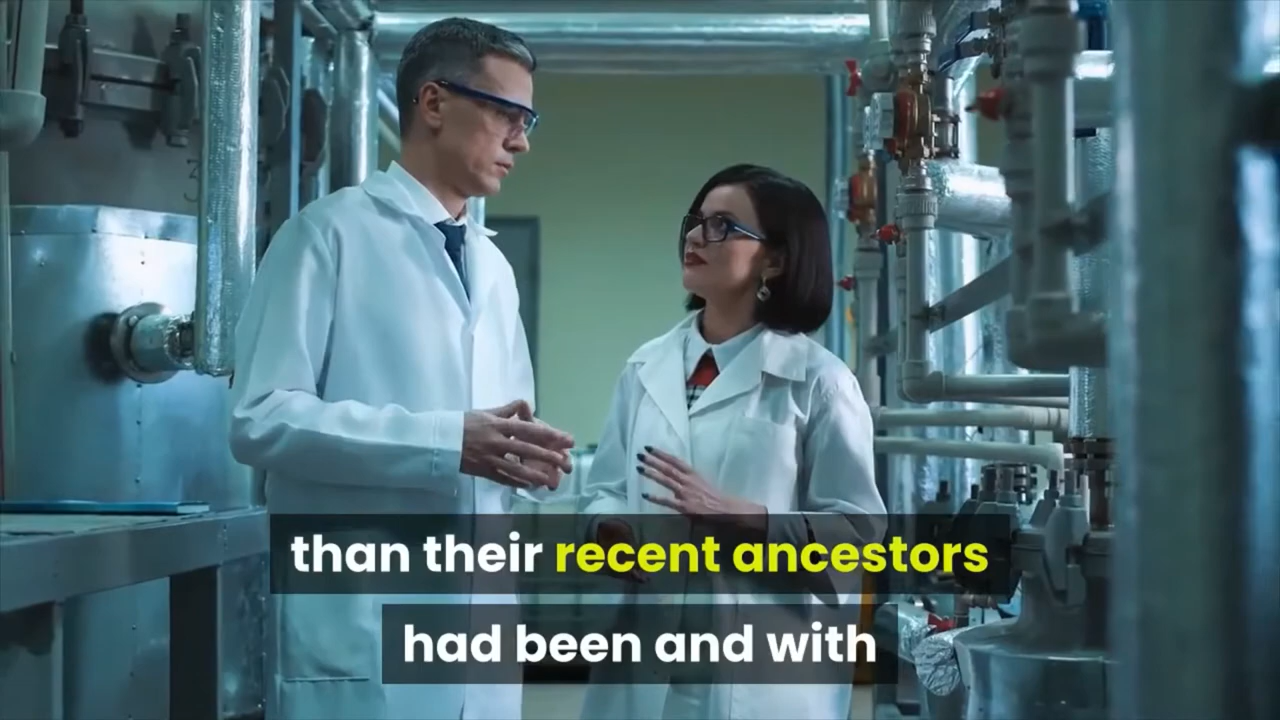 than their recent ancestors
had been and with